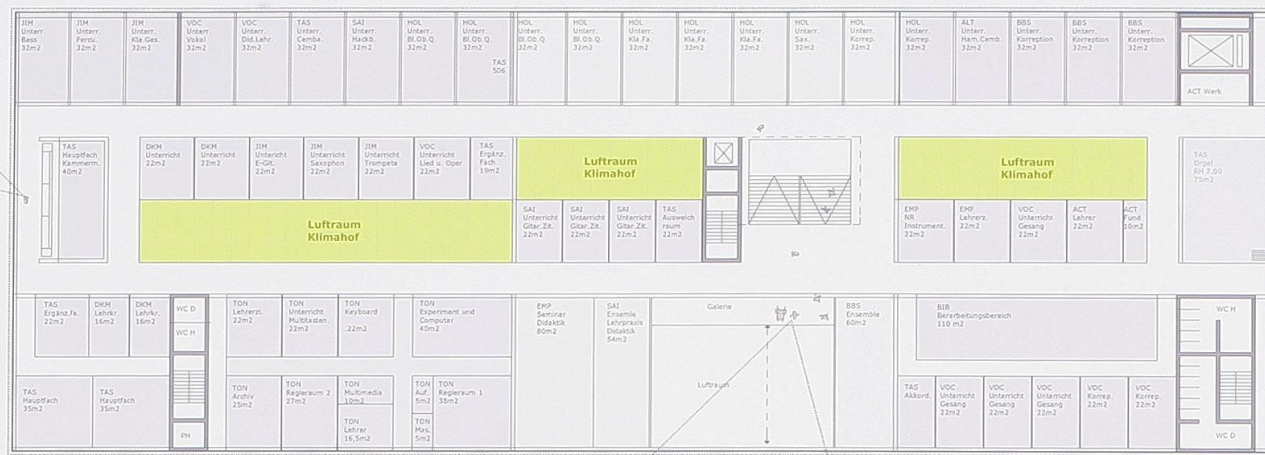 JIM
Unterr.
Bass
32m2
JIM
Unterr.
Percu.
32m2
JIM
Unterr.
Kla.Ges.
32m2
VOC
Unterr.
Vokal
32m2
VOC
Unterr.
Did.Lehr.
32m2
TAS
Unterr.
Cemba.
32m2
SAI
Unterr.
Hackb.
32m2
HOL
Unterr.
Bl.Ob.Q.
32m2
HOL
Unterr.
Bl.Ob.Q.
32m2
TAS
506
HOL
Unterr.
Bl.Ob.Q.
32m2
HOL
Unterr.
Bl.Ob.Q.
32m2
HOL
Unterr.
Kla.Fa.
32m2
HOL
Unterr.
Kla.Fa.
32m2
HOL
Unterr.
Kla.Fa.
32m2
HOL
Unterr.
Sax.
32m2
HOL
Unterr.
Korrep.
32m2
HOL
Unterr.
Korrep.
32m2
ALT
Unterr.
Ham.Cemb.
32m2
BBS
Unterr.
Korreption
32m2
BBS
Unterr.
Korreption
32m2
BBS
Unterr.
Korreption
32m2
ACT Werk
TAS
Hauptfach
Kammerm.
40m2
DKM
Unterricht
22m2
DKM
Unterricht
22m2
JIM
Unterricht
E-Git.
22m2
JIM
Unterricht
Saxophon
22m2
JIM
Unterricht
Trompete
22m2
VOC
Unterricht
Lied u. Oper
22m2
TAS
Ergänz.
Fach.
19m2
Luftraum
Klimahof
Luftraum
Klimahof
TAS
Orgel
RH 7,00
75m2
Luftraum
Klimahof
SAI
Unterricht
Gitar.Zit.
22m2
SAI
Unterricht
Gitar.Zit.
22m2
SAI
Unterricht
Gitar.Zit.
22m2
TAS
Ausweich
raum
22m2
EMP
NR
Instrument.
22m2
EMP
Lehrerz.
22m2
VOC
Unterricht
Gesang
22m2
ACT
Lehrer
22m2
ACT
Fund
10m2
TAS
Ergänz.fa.
22m2
DKM
Lehrkr.
16m2
DKM
Lehrkr.
16m2
WC D
WC H
TON
Lehrerzi.
22m2
TON
Unterricht
Multitastan.
22m2
TON
Keyboard
22m2
TON
Experiment und
Computer
40m2
EMP
Seminar
Didaktik
80m2
SAI
Ensemle
Lehrpraxis
Didaktik
54m2
Galerie
BBS
Ensemble
60m2
BIB
Berarbeitungsbereich
110 m2
WC H
TAS
Hauptfach
35m2
TAS
Hauptfach
35m2
PM
TON
Archiv
25m2
TON
Regieraum 2
27m2
TON
Multimedia
10m2
TON
Lehrer
16,5m2
TON
Auf.
5m2
TON
Mas.
5m2
TON
Regieraum 1
38m2
Luftraum
TAS
Akkord.
VOC
Unterricht
Gesang
22m2
VOC
Unterricht
Gesang
22m2
VOC
Unterricht
Gesang
22m2
VOC
Korrep.
22m2
VOC
Korrep.
22m2
WC D